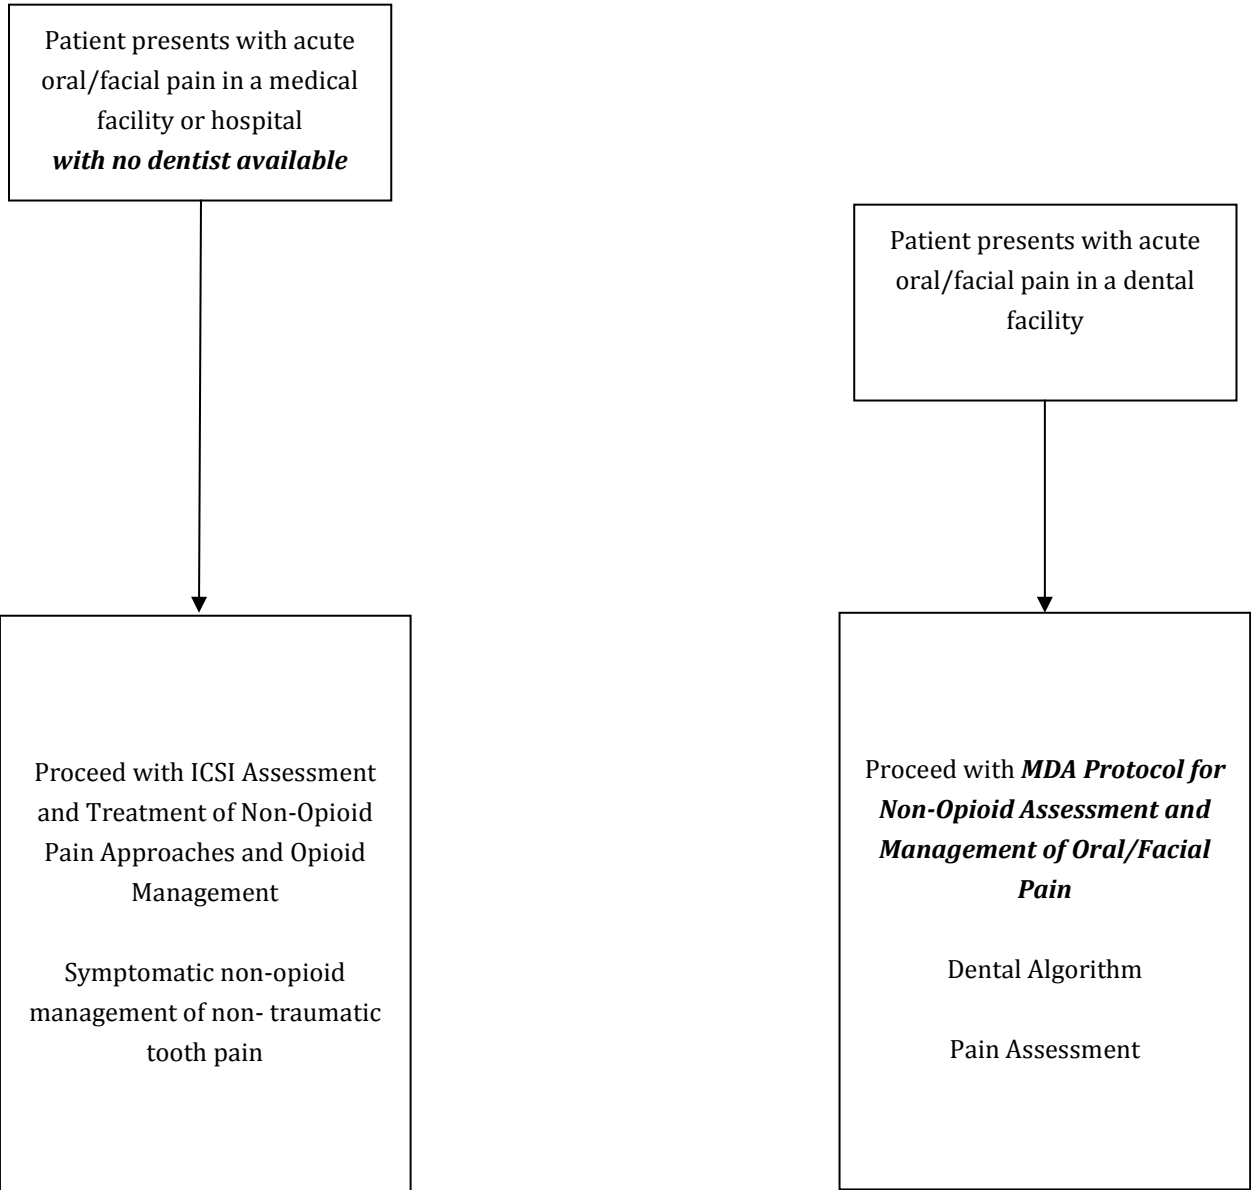 Patient presents with acute
oral/facial pain in a medical
facility or hospital
with no dentist available
Patient presents with acute
oral/facial pain in a dental
facility
Proceed with ICSI Assessment
and Treatment of Non-Opioid
Pain Approaches and Opioid
Management
Symptomatic non-opioid
management of non- traumatic
tooth pain
Proceed with MDA Protocol for
Non-Opioid Assessment and
Management of Oral/Facial
Pain
Dental Algorithm
Pain Assessment